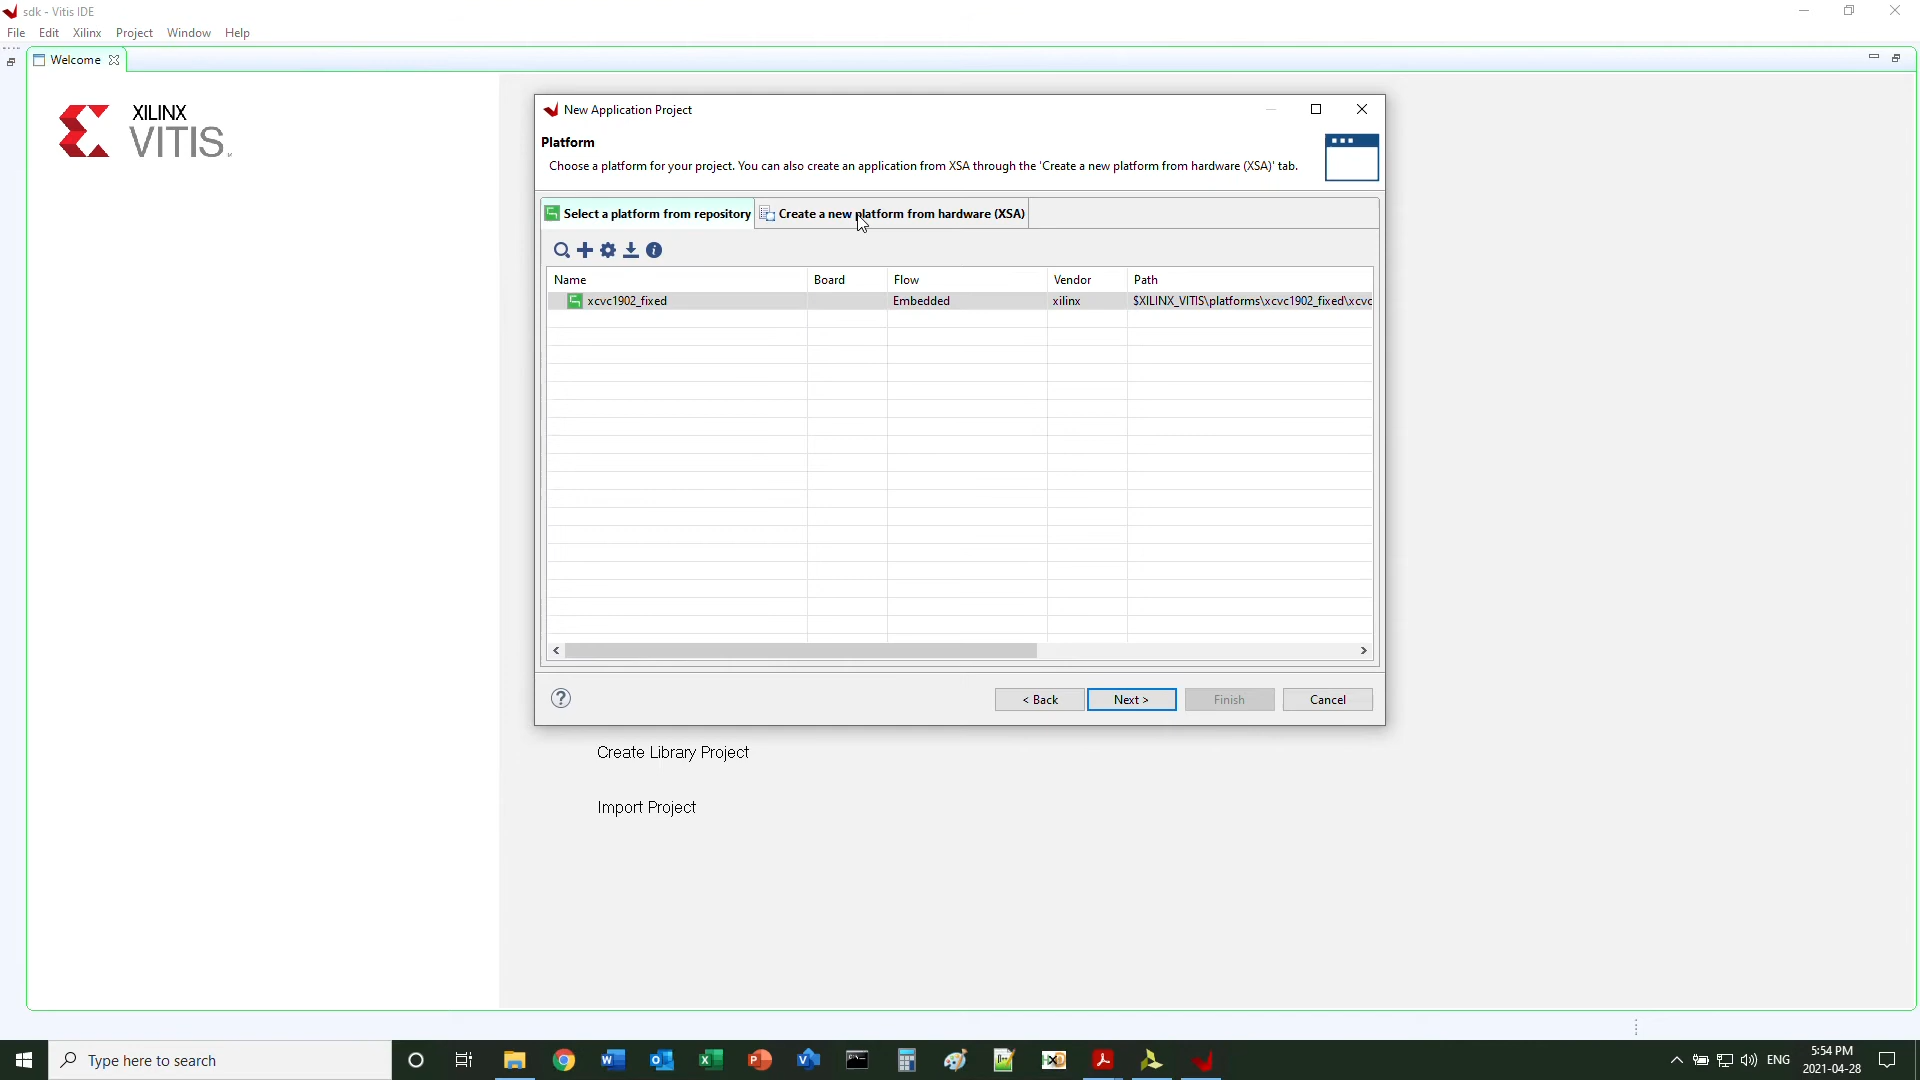 sdk - Vitis IDE
File Edit Xilinx Project Window Help
Welcome
XILINX
VITIS
New Application Project
Platform
Choose a platform for your project. You can also create an application from XSA through the 'Create a new platform from hardware (XSA)' tab.
Select a platform from repository Create a new platform from hardware (XSA)
Name Board Flow Vendor Path
xcvc1902_fixed Embedded xilinx $XILINX_VITIS\platforms\xcvc1902_fixed\xcvc
< Back Next > Finish Cancel
Create Library Project
Import Project
Type here to search
ENG
5:54 PM
2021-04-28